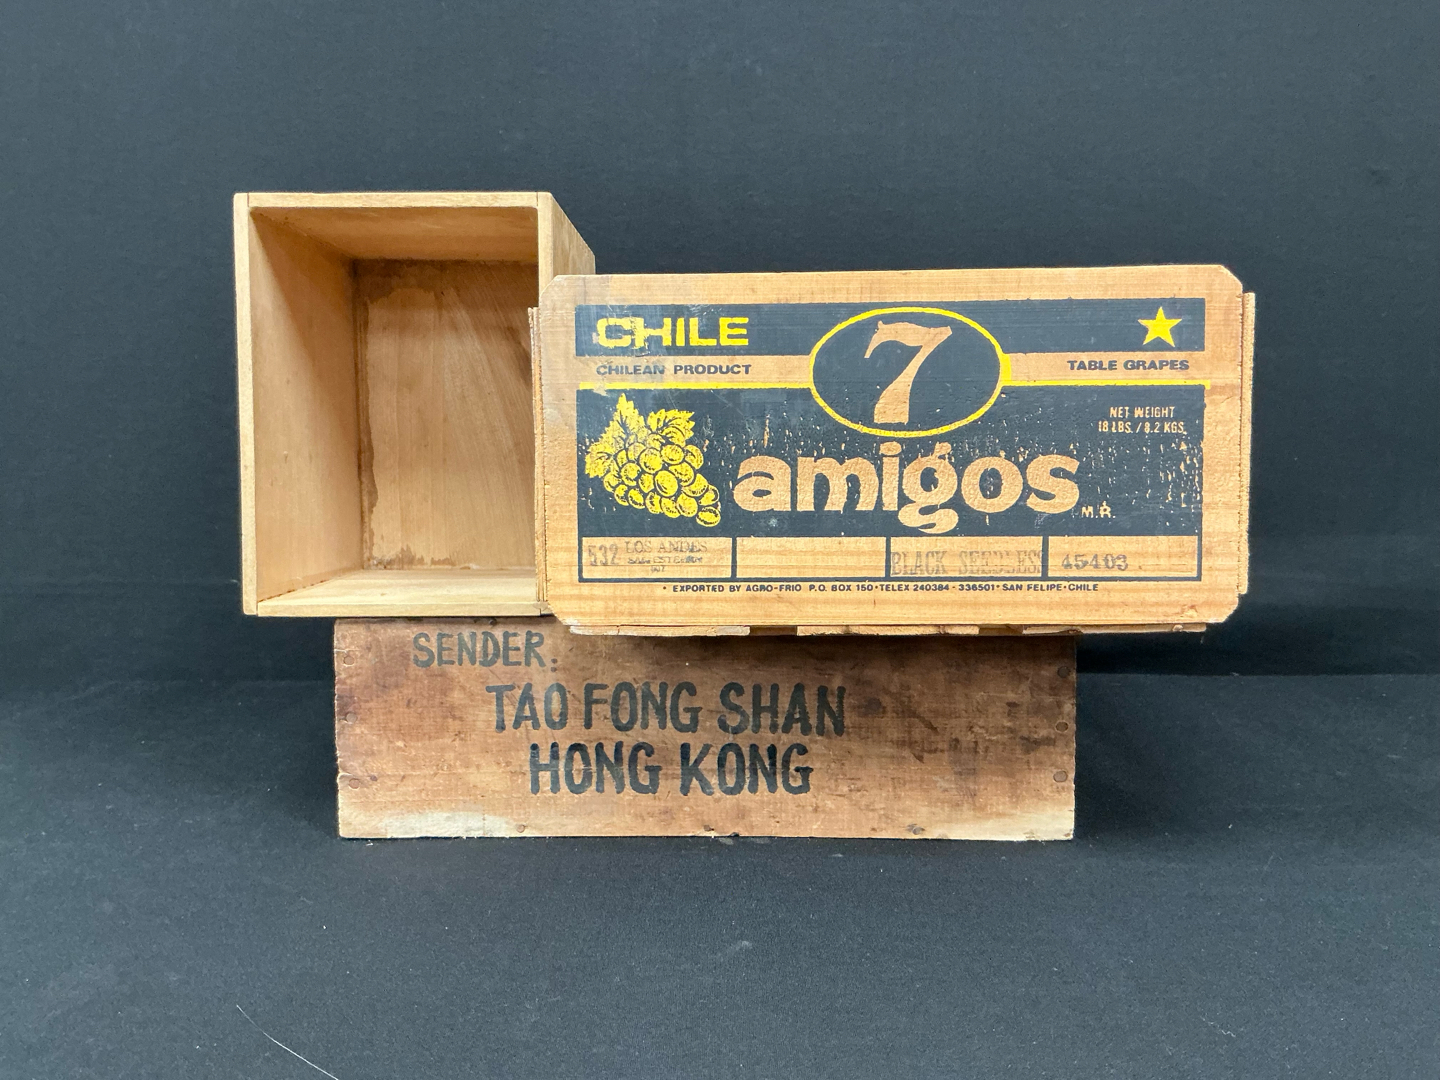 CHILE
CHILEAN PRODUCT
7
TABLE GRAPES
NET WEIGHT
18 LBS. / 8.2 KGS.
amigos M.R.
532 LOS ANDES
SAN ESTEBAN
BLACK SEEDLESS
45403
• EXPORTED BY AGRO-FRIO P.O. BOX 150 • TELEX 240384 - 336501 • SAN FELIPE • CHILE
SENDER:
TAO FONG SHAN
HONG KONG